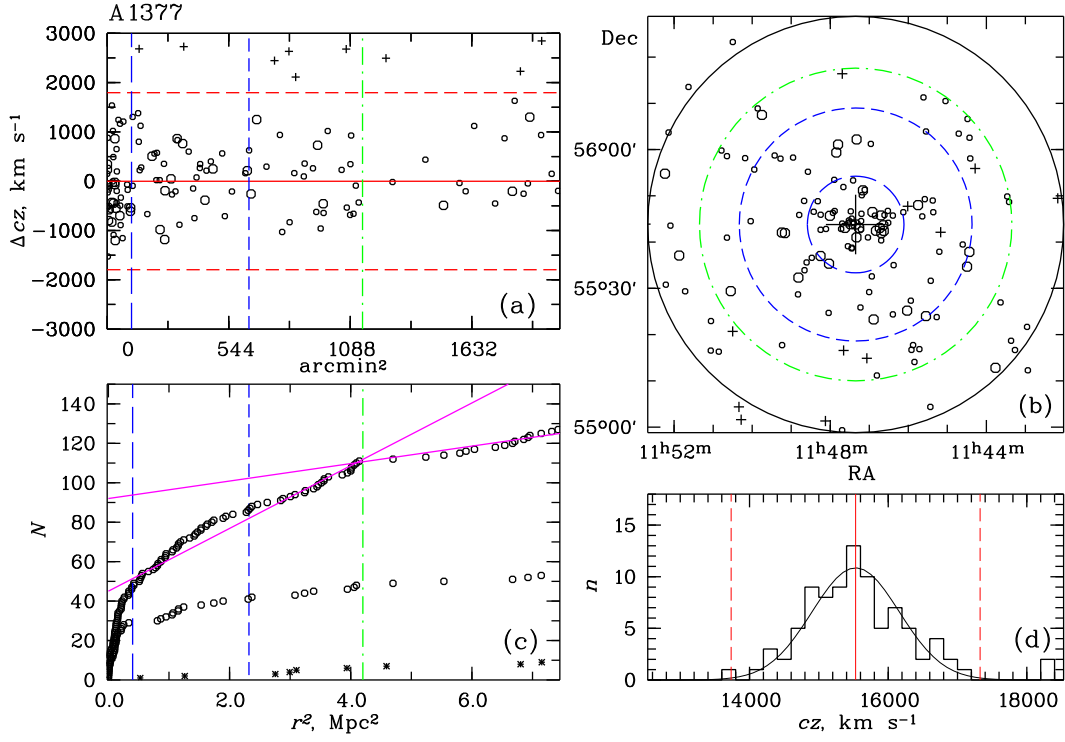 A1377
3000
2000
1000
0
−1000
−2000
−3000
Δcz, km s⁻¹
(a)
0 544 1088 1632
arcmin²
Dec
56°00′
55°30′
55°00′
(b)
11ʰ52ᵐ 11ʰ48ᵐ 11ʰ44ᵐ
RA
140
120
100
80
60
40
20
0
N
(c)
0.0 2.0 4.0 6.0
r², Mpc²
15
10
5
0
n
(d)
14000 16000 18000
cz, km s⁻¹